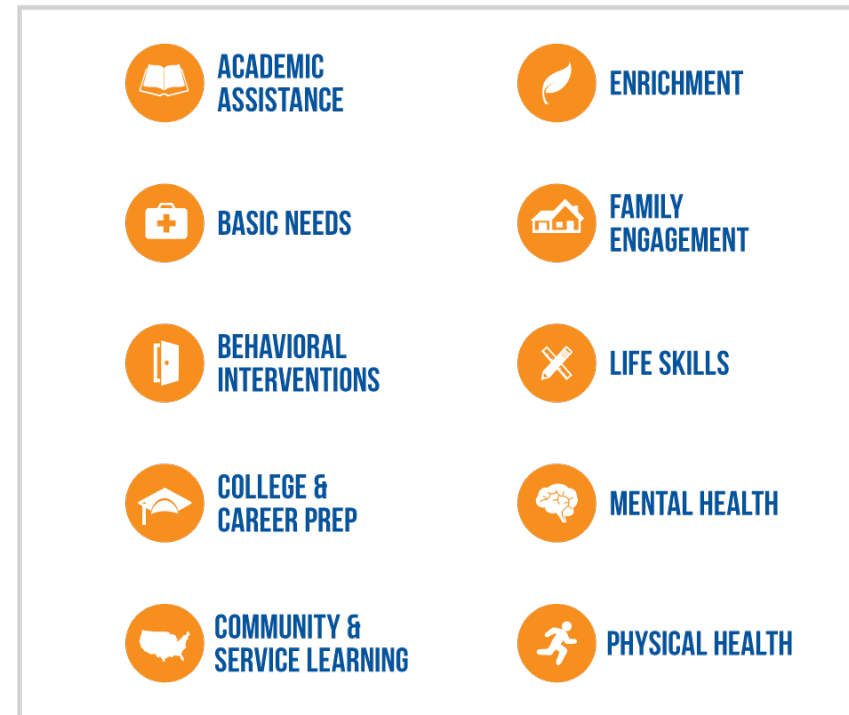 ACADEMIC
ASSISTANCE
BASIC NEEDS
BEHAVIORAL
INTERVENTIONS
COLLEGE &
CAREER PREP
COMMUNITY &
SERVICE LEARNING
ENRICHMENT
FAMILY
ENGAGEMENT
LIFE SKILLS
MENTAL HEALTH
PHYSICAL HEALTH